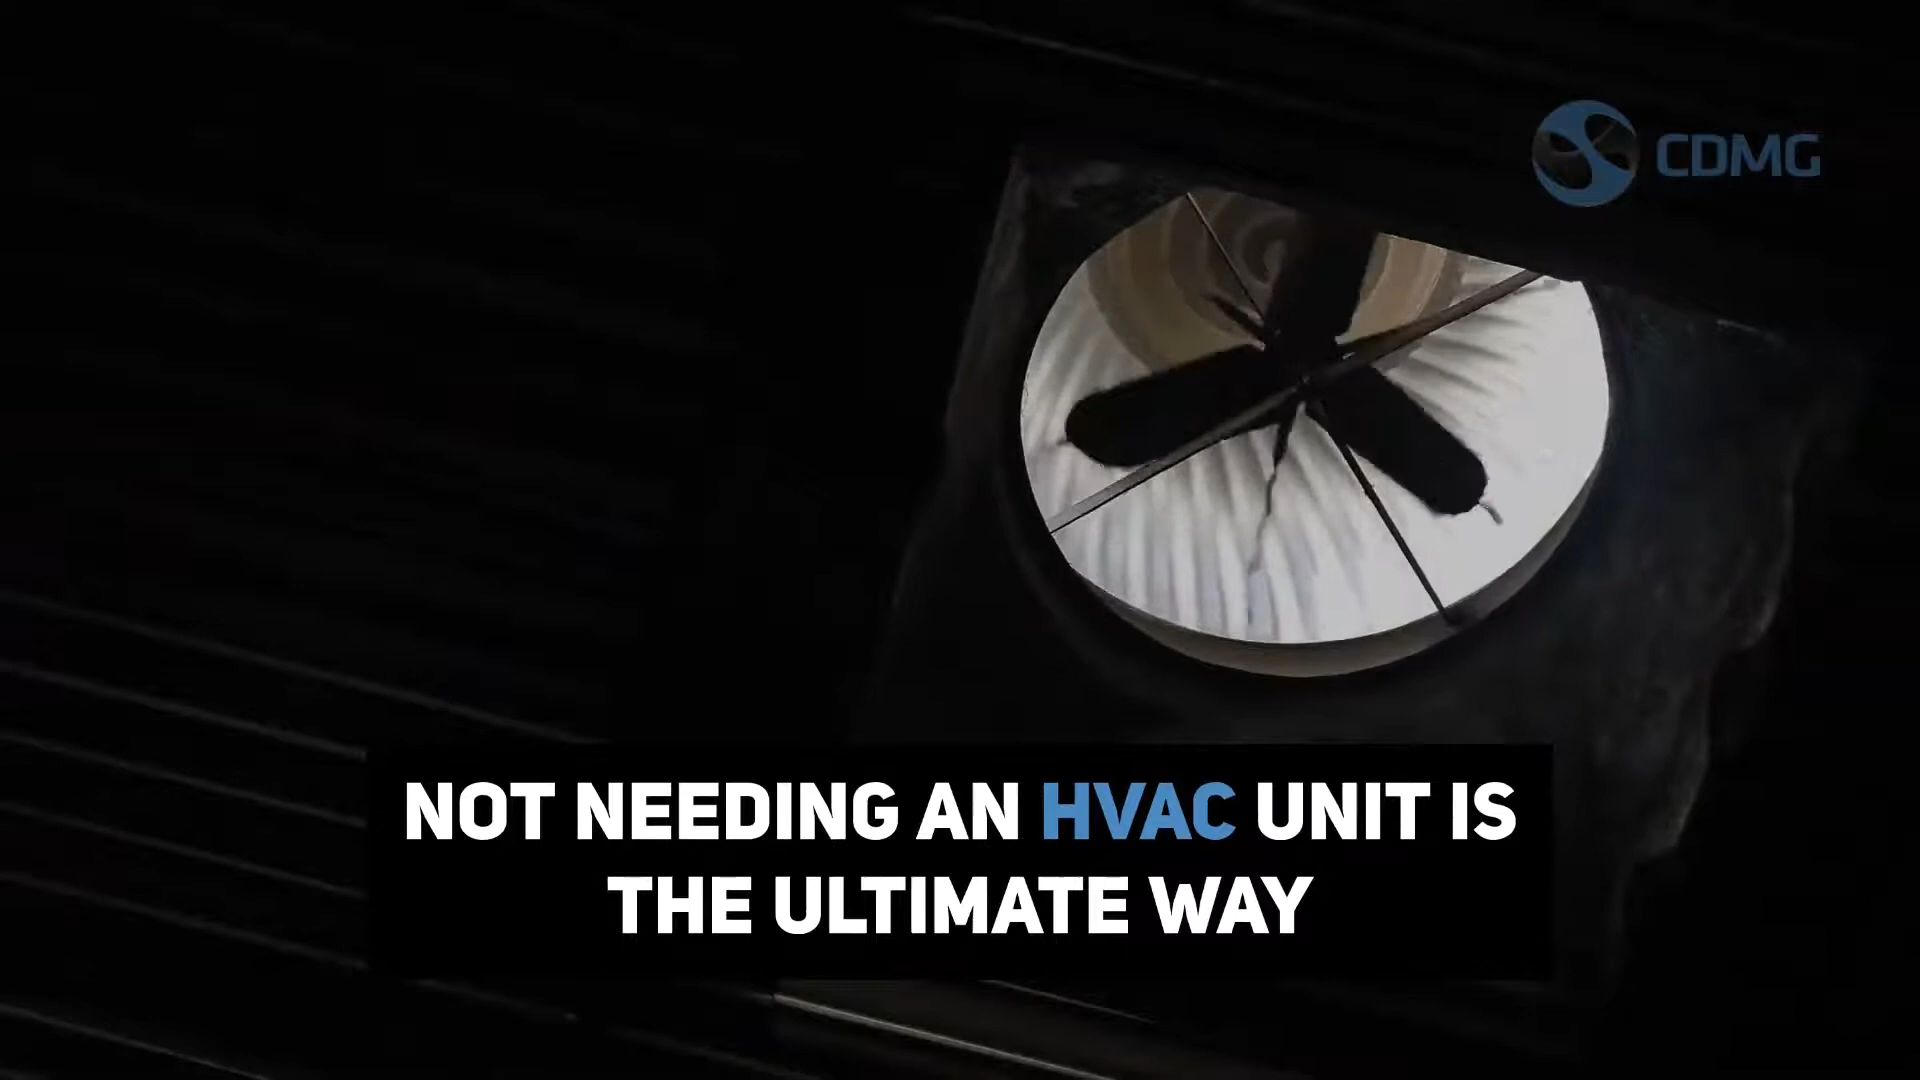 CDMG
NOT NEEDING AN HVAC UNIT IS
THE ULTIMATE WAY